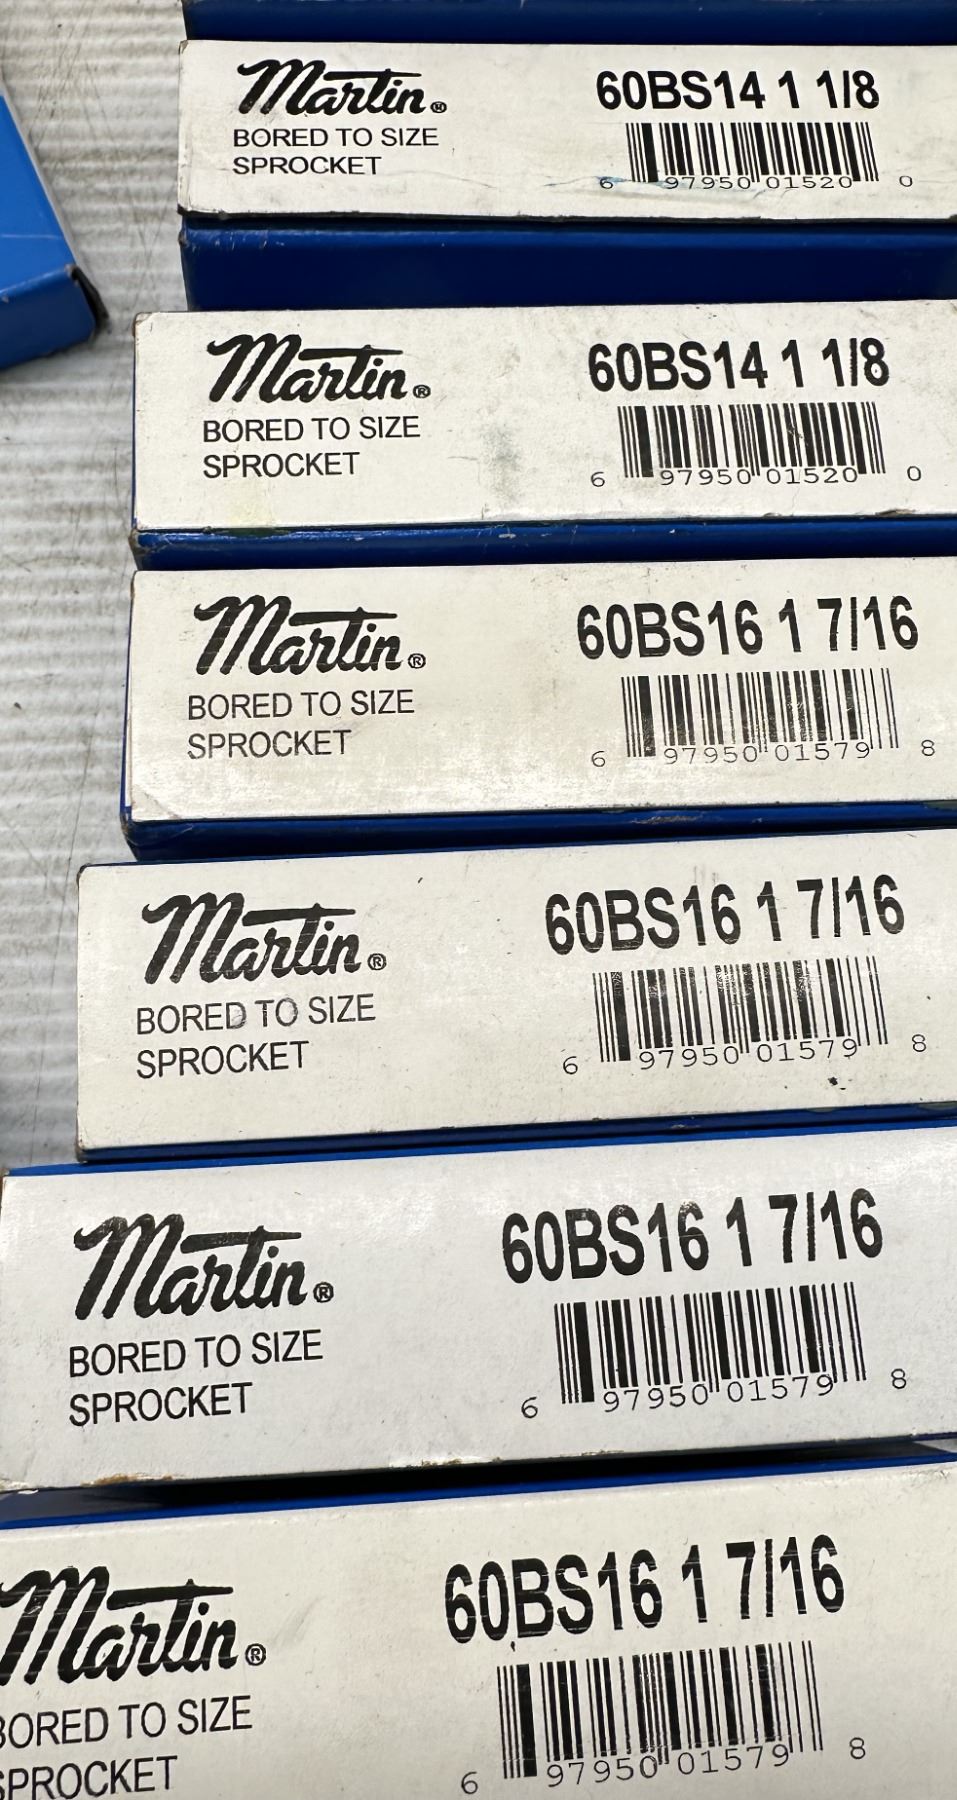 Martin®
BORED TO SIZE
SPROCKET
60BS14 1 1/8
6 97950 01520 0
Martin®
BORED TO SIZE
SPROCKET
60BS14 1 1/8
6 97950 01520 0
Martin®
BORED TO SIZE
SPROCKET
60BS16 1 7/16
6 97950 01579 8
Martin®
BORED TO SIZE
SPROCKET
60BS16 1 7/16
6 97950 01579 8
Martin®
BORED TO SIZE
SPROCKET
60BS16 1 7/16
6 97950 01579 8
Martin®
BORED TO SIZE
SPROCKET
60BS16 1 7/16
6 97950 01579 8